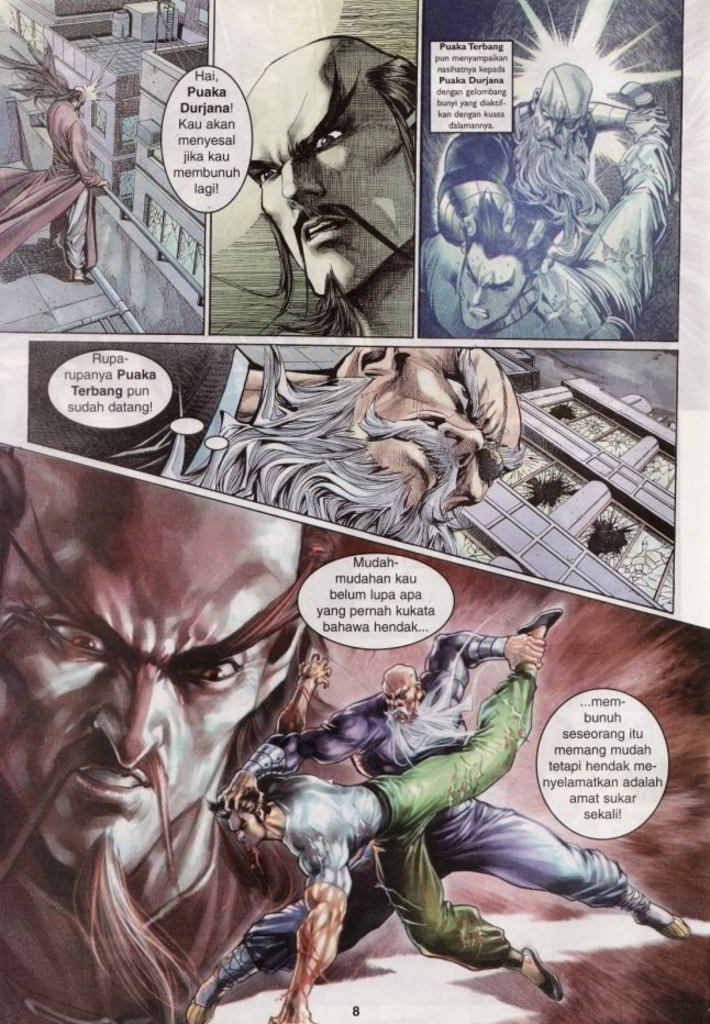 Hai,
Puaka
Durjana!
Kau akan
menyesal
jika kau
membunuh
lagi!
Puaka Terbang
pun menyampaikan
nasihatnya kepada
Puaka Durjana
dengan gelombang
bunyi yang diaktif-
kan dengan kuasa
dalamannya.
Rupa-
rupanya Puaka
Terbang pun
sudah datang!
Mudah-
mudahan kau
belum lupa apa
yang pernah kukata
bahawa hendak...
...mem-
bunuh
seseorang itu
memang mudah
tetapi hendak me-
nyelamatkan adalah
amat sukar
sekali!
8